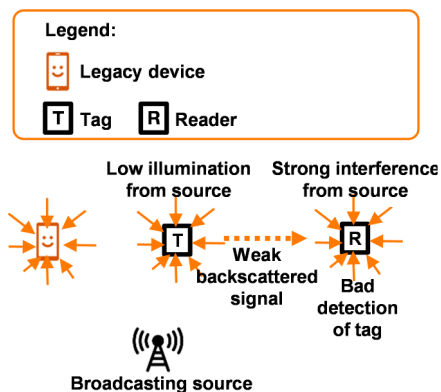 Legend:
Legacy device
T Tag R Reader
Low illumination
from source
Strong interference
from source
T
R
Weak
backscattered
signal
Bad
detection
of tag
Broadcasting source